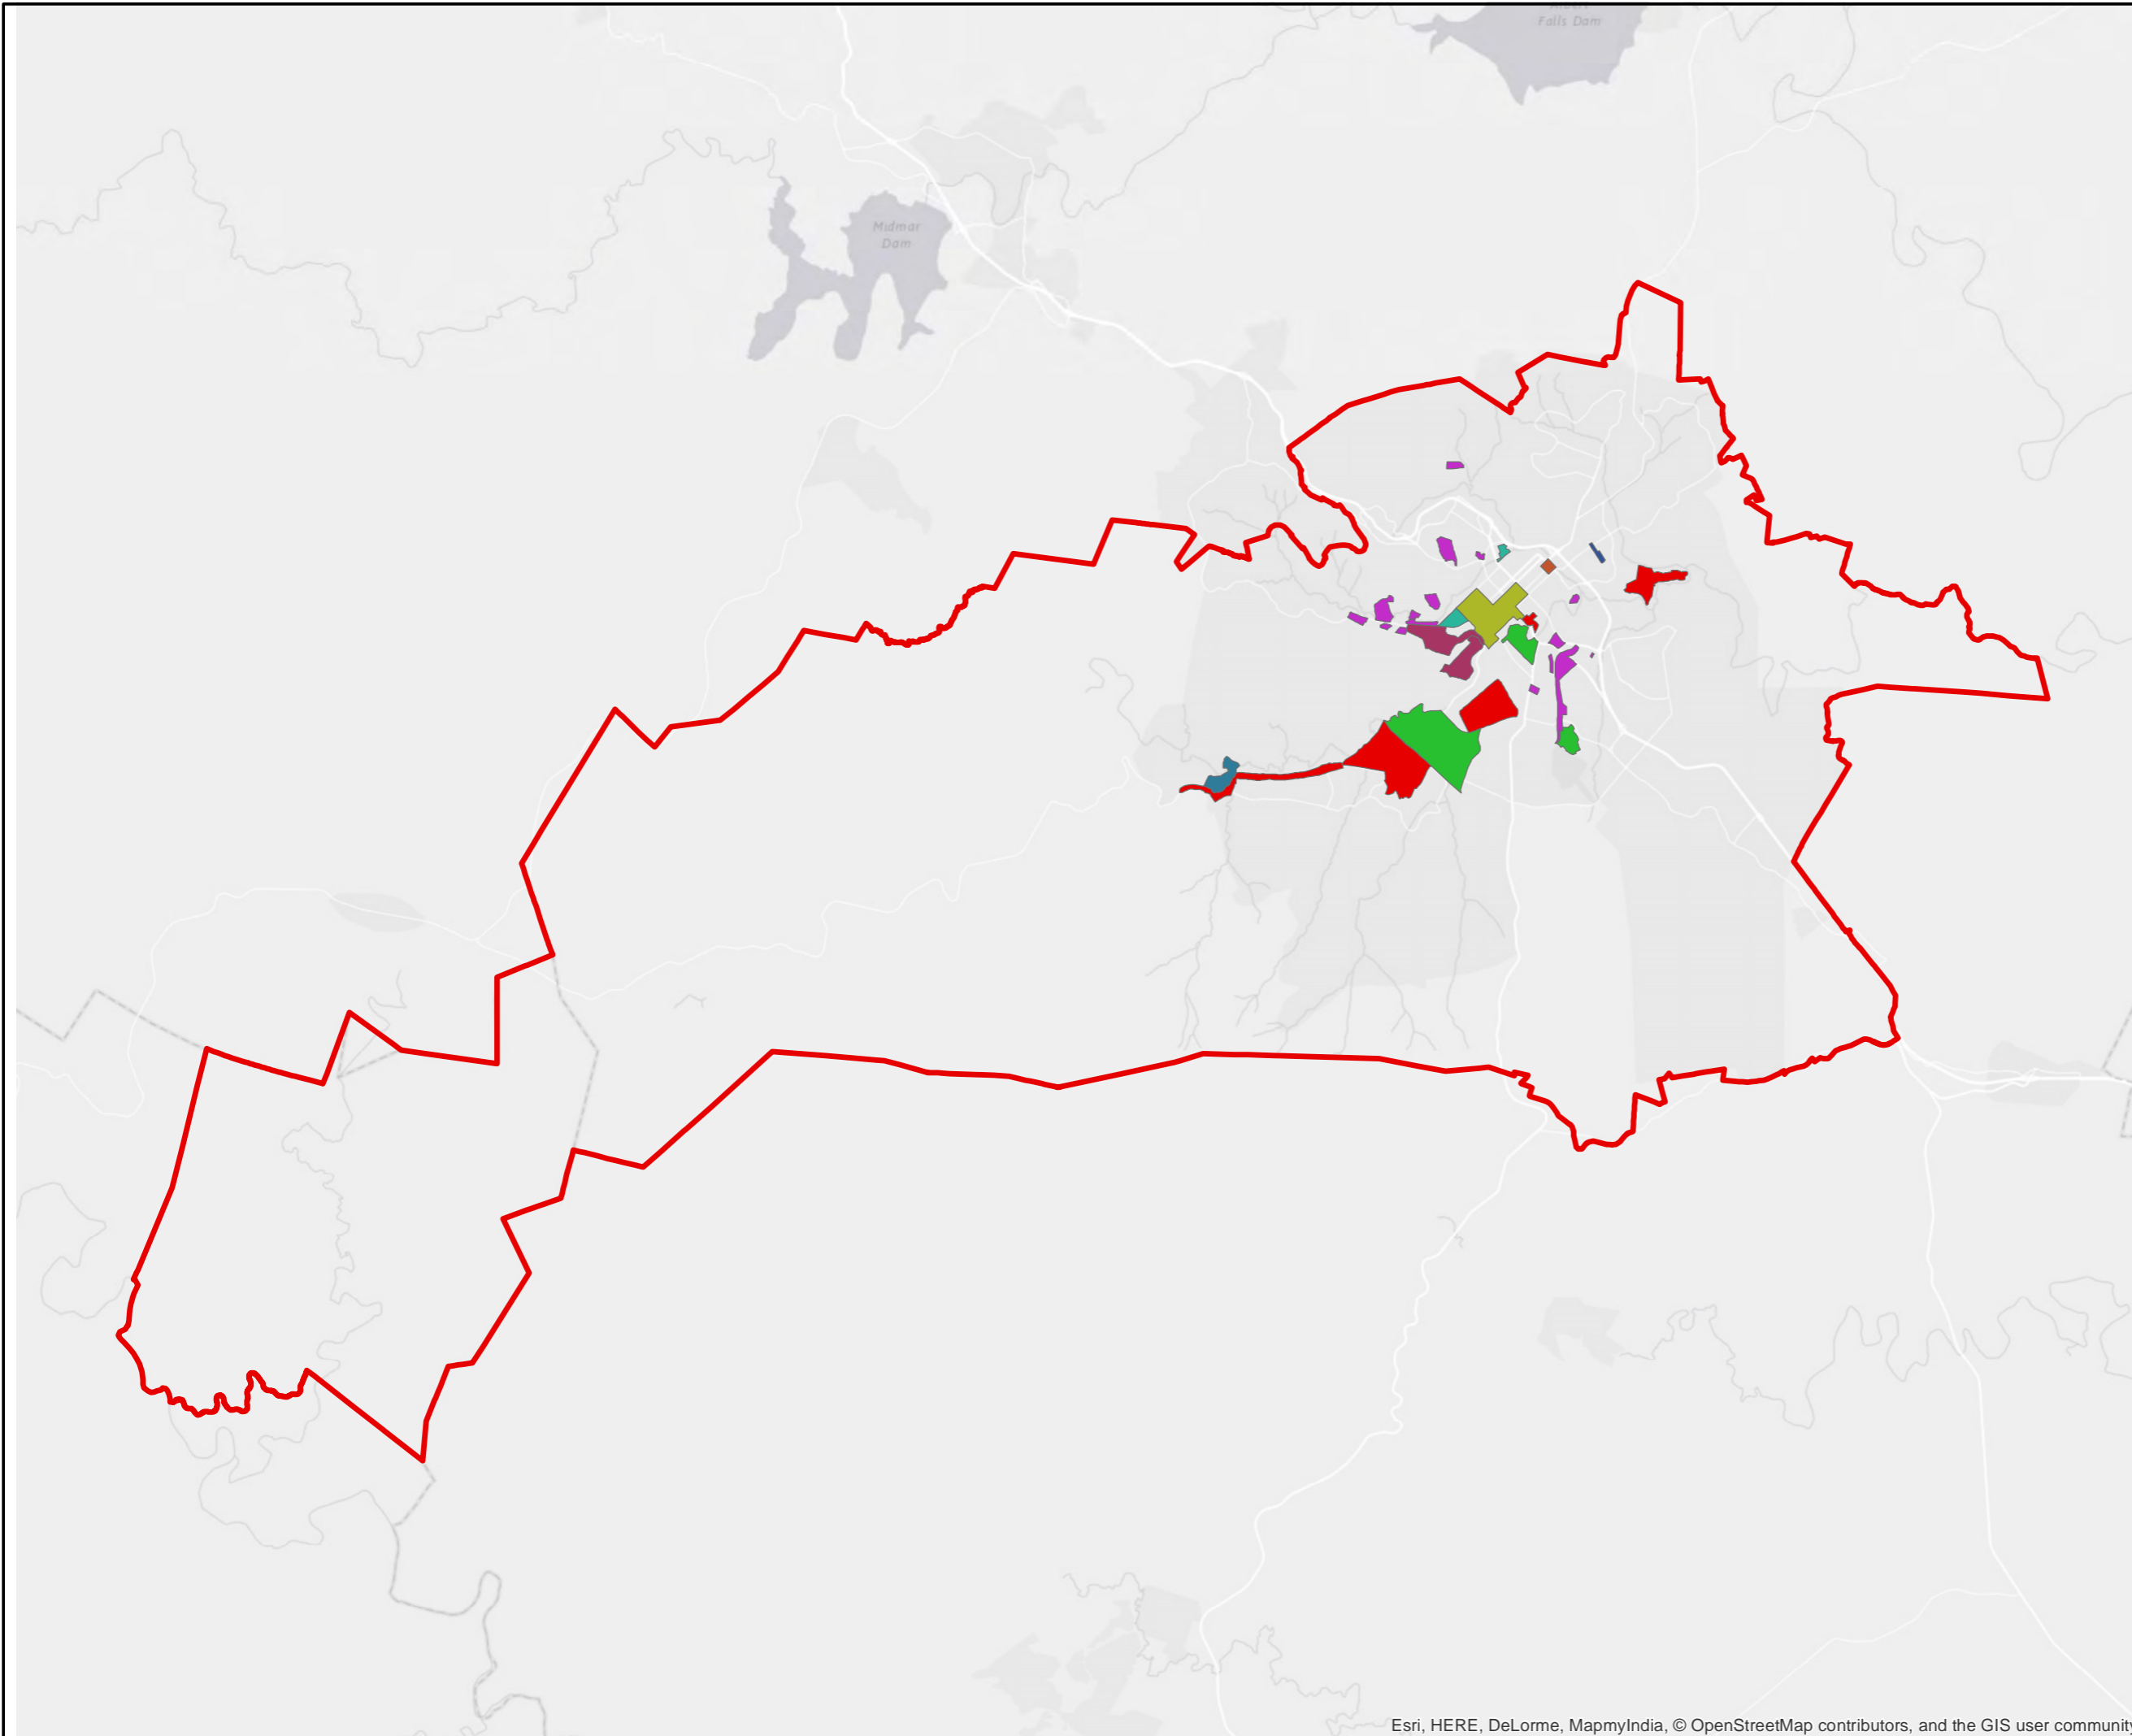 Falls Dam
Midmar
Dam
Esri, HERE, DeLorme, MapmyIndia, © OpenStreetMap contributors, and the GIS user community